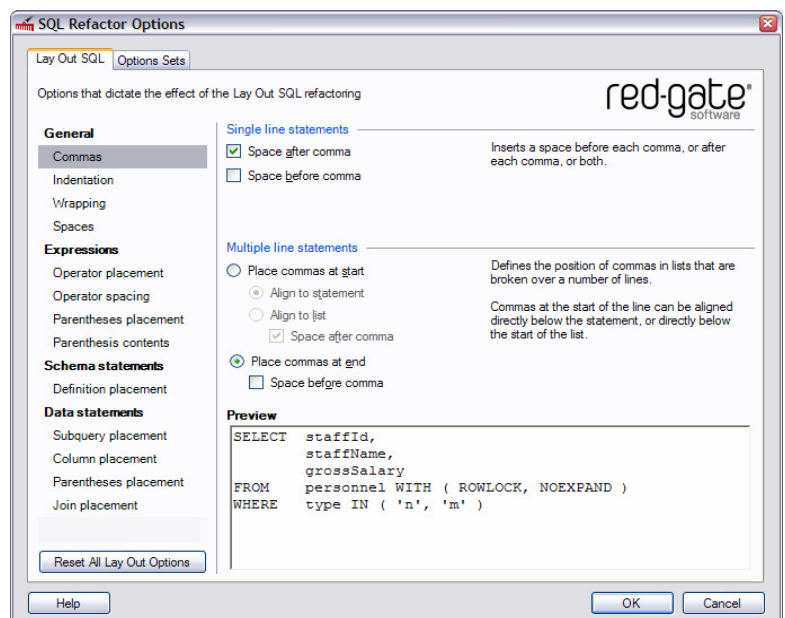 SQL Refactor Options
Lay Out SQL
Options Sets
Options that dictate the effect of the Lay Out SQL refactoring
red-gate®
software
General
Commas
Indentation
Wrapping
Spaces
Expressions
Operator placement
Operator spacing
Parentheses placement
Parenthesis contents
Schema statements
Definition placement
Data statements
Subquery placement
Column placement
Parentheses placement
Join placement
Reset All Lay Out Options
Single line statements
Space after comma
Space before comma
Inserts a space before each comma, or after
each comma, or both.
Multiple line statements
Place commas at start
Align to statement
Align to list
Space after comma
Place commas at end
Space before comma
Defines the position of commas in lists that are
broken over a number of lines.
Commas at the start of the line can be aligned
directly below the statement, or directly below
the start of the list.
Preview
SELECT staffId,
staffName,
grossSalary
FROM personnel WITH ( ROWLOCK, NOEXPAND )
WHERE type IN ( 'n', 'm' )
Help
OK
Cancel